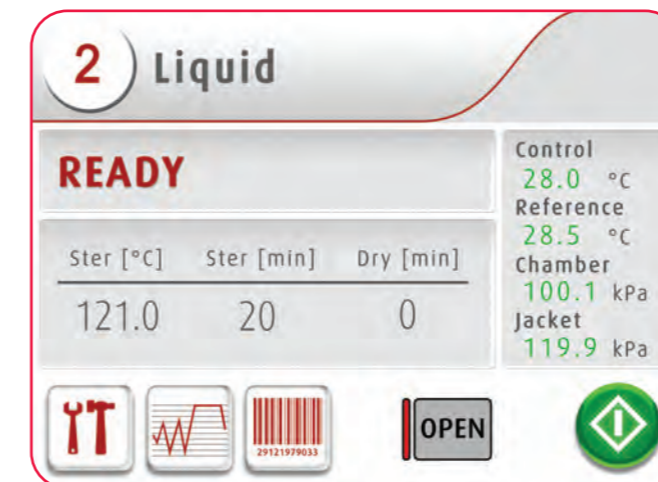 2 Liquid
READY
Ster [°C] Ster [min] Dry [min]
121.0 20 0
Control
28.0 °C
Reference
28.5 °C
Chamber
100.1 kPa
Jacket
119.9 kPa
29121979033
OPEN